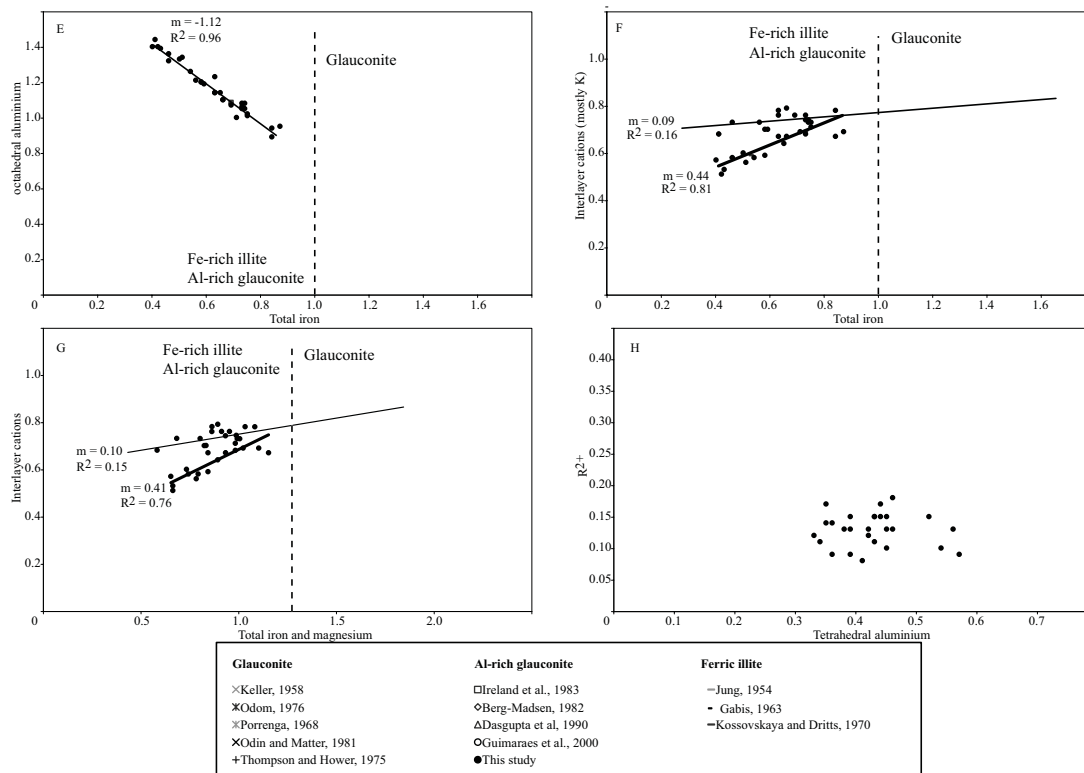 E
m = -1.12
R2 = 0.96
Glauconite
Fe-rich illite
Al-rich glauconite
octahedral aluminium
1.4
1.2
1.0
0.8
0.6
0.4
0.2
0
0.2
0.4
0.6
0.8
1.0
1.2
1.4
1.6
Total iron
F
Fe-rich illite
Al-rich glauconite
Glauconite
m = 0.09
R2 = 0.16
m = 0.44
R2 = 0.81
Interlayer cations (mostly K)
1.0
0.8
0.6
0.4
0.2
0
0.2
0.4
0.6
0.8
1.0
1.2
1.4
1.6
Total iron
G
Fe-rich illite
Al-rich glauconite
Glauconite
m = 0.10
R2 = 0.15
m = 0.41
R2 = 0.76
Interlayer cations
1.0
0.8
0.6
0.4
0.2
0
0.5
1.0
1.5
2.0
Total iron and magnesium
H
R2+
0.40
0.35
0.30
0.25
0.20
0.15
0.10
0.05
0
0.1
0.2
0.3
0.4
0.5
0.6
0.7
Tetrahedral aluminium
Glauconite
Keller, 1958
Odom, 1976
Porrenga, 1968
Odin and Matter, 1981
Thompson and Hower, 1975
Al-rich glauconite
Ireland et al., 1983
Berg-Madsen, 1982
Dasgupta et al, 1990
Guimaraes et al., 2000
This study
Ferric illite
Jung, 1954
Gabis, 1963
Kossovskaya and Dritts, 1970